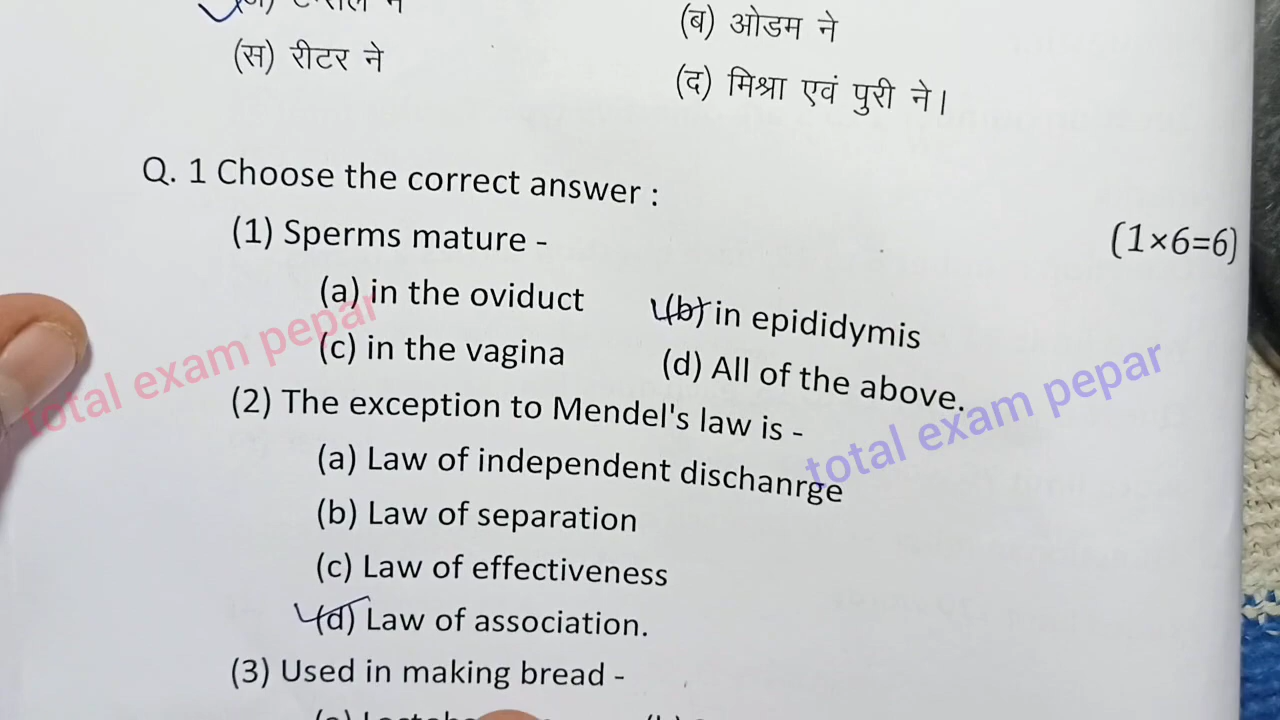 (स) रीटर ने
(ब) ओडम ने
(द) मिश्रा एवं पुरी ने।
Q. 1 Choose the correct answer :
(1×6=6)
(1) Sperms mature -
(a) in the oviduct
(b) in epididymis
(c) in the vagina
(d) All of the above.
(2) The exception to Mendel's law is -
(a) Law of independent dischanrge
(b) Law of separation
(c) Law of effectiveness
(d) Law of association.
(3) Used in making bread -
total exam pepar
total exam pepar